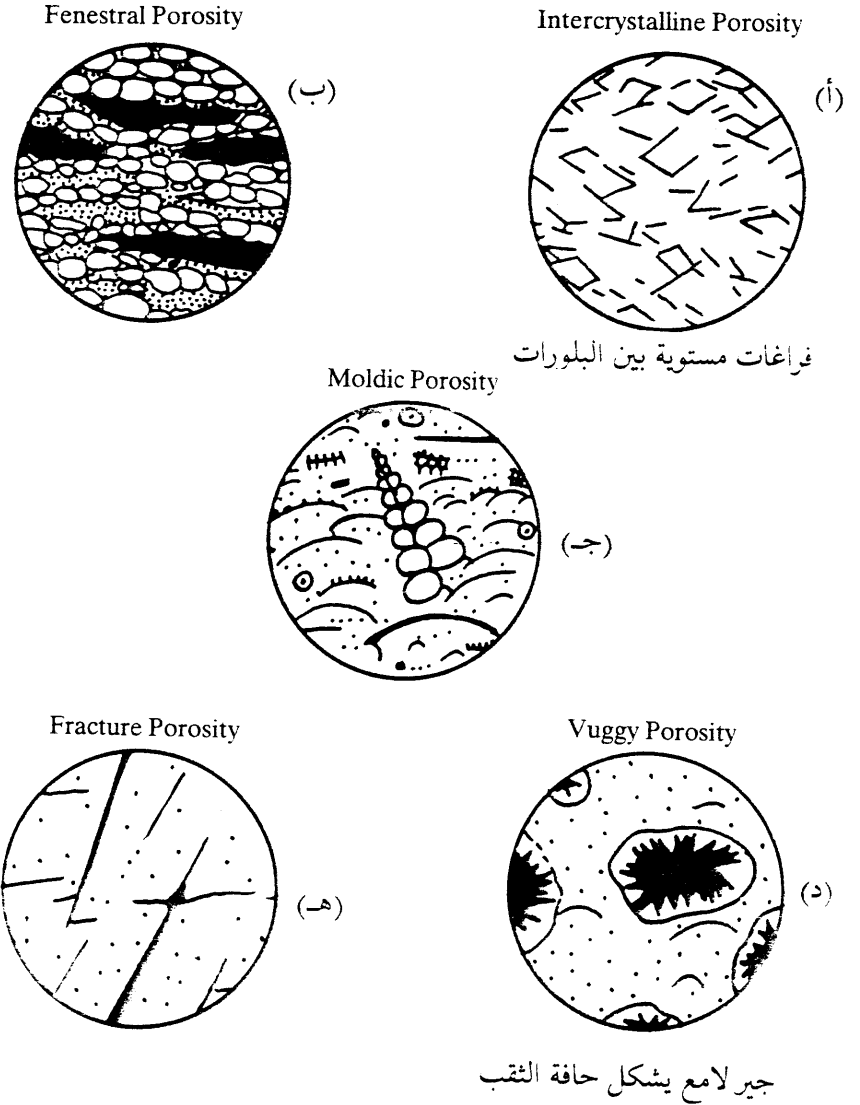 Intercrystalline Porosity
(أ)
فراغات مستوية بين البلورات
Fenestral Porosity
(ب)
Moldic Porosity
(جـ)
Vuggy Porosity
(د)
جير لامع يشكل حافة الثقب
Fracture Porosity
(هـ)